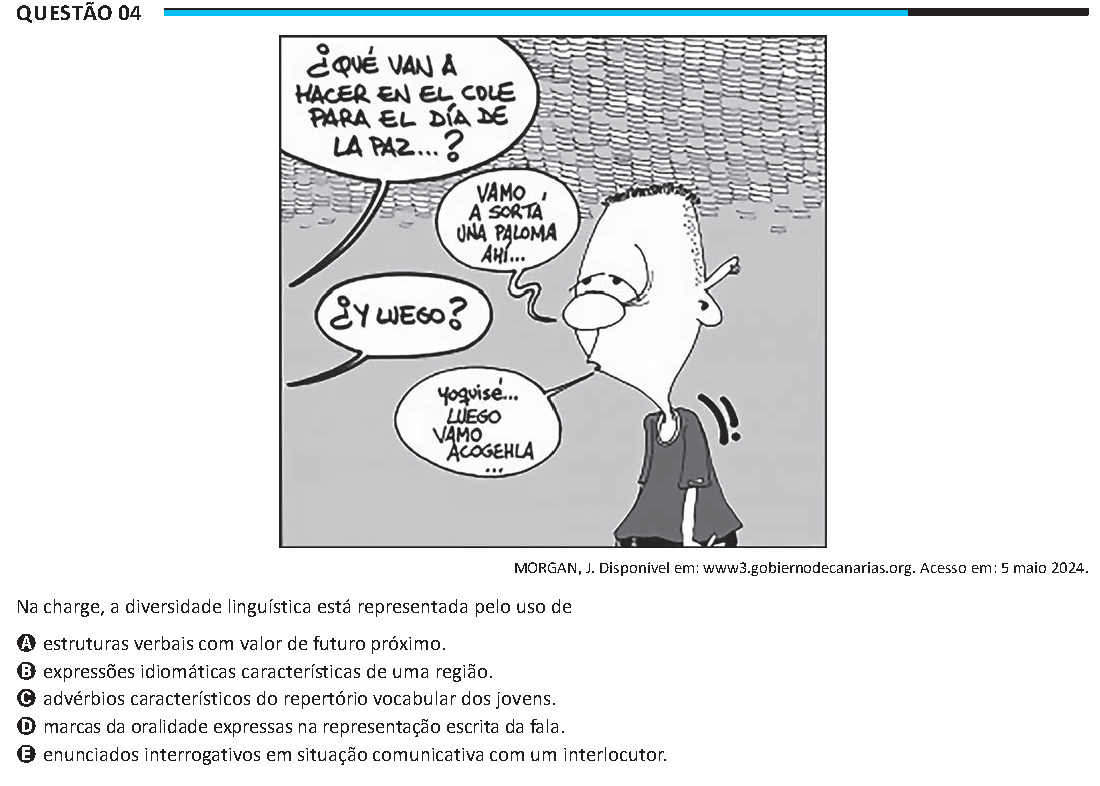 QUESTÃO 04
¿QUÉ VAN A
HACER EN EL COLE
PARA EL DÍA DE
LA PAZ...?
VAMO
A SORTÁ
UNA PALOMA
AHÍ...
¿Y LUEGO?
Yoquisé...
LUEGO
VAMO
ACOGEHLA
...
MORGAN, J. Disponível em: www3.gobiernodecanarias.org. Acesso em: 5 maio 2024.
Na charge, a diversidade linguística está representada pelo uso de
A estruturas verbais com valor de futuro próximo.
B expressões idiomáticas características de uma região.
C advérbios característicos do repertório vocabular dos jovens.
D marcas da oralidade expressas na representação escrita da fala.
E enunciados interrogativos em situação comunicativa com um interlocutor.